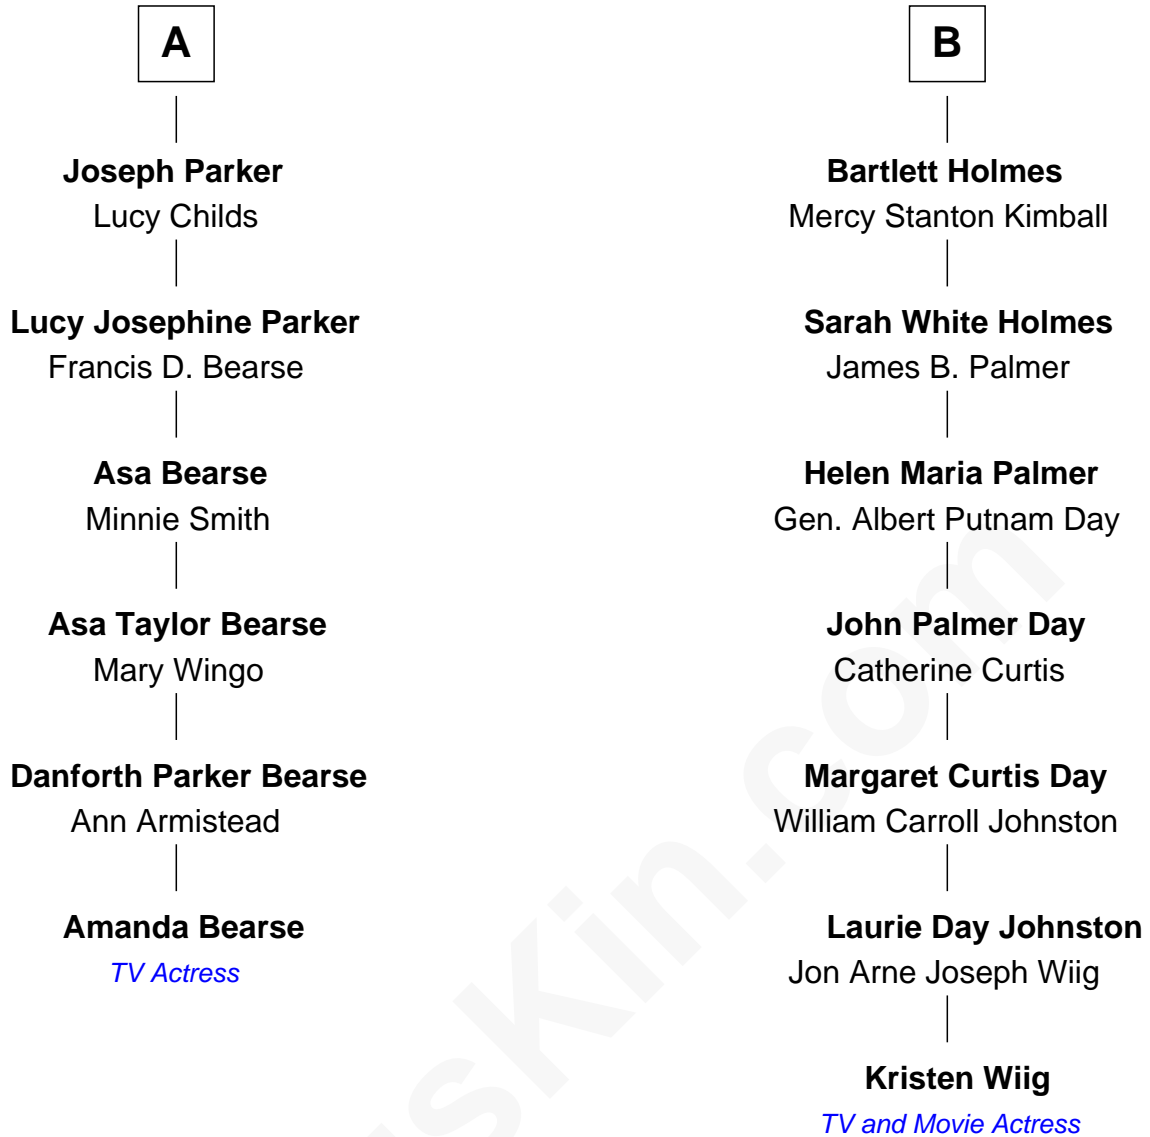 A
Joseph Parker
Lucy Childs
Lucy Josephine Parker
Francis D. Bearse
Asa Bearse
Minnie Smith
Asa Taylor Bearse
Mary Wingo
Danforth Parker Bearse
Ann Armistead
Amanda Bearse
TV Actress
B
Bartlett Holmes
Mercy Stanton Kimball
Sarah White Holmes
James B. Palmer
Helen Maria Palmer
Gen. Albert Putnam Day
John Palmer Day
Catherine Curtis
Margaret Curtis Day
William Carroll Johnston
Laurie Day Johnston
Jon Arne Joseph Wiig
Kristen Wiig
TV and Movie Actress
sKin.com